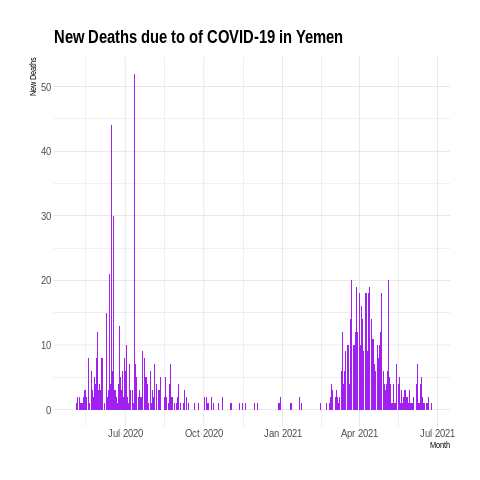 New Deaths due to of COVID-19 in Yemen
New Deaths
50
40
30
20
10
0
Jul 2020 Oct 2020 Jan 2021 Apr 2021 Jul 2021
Month